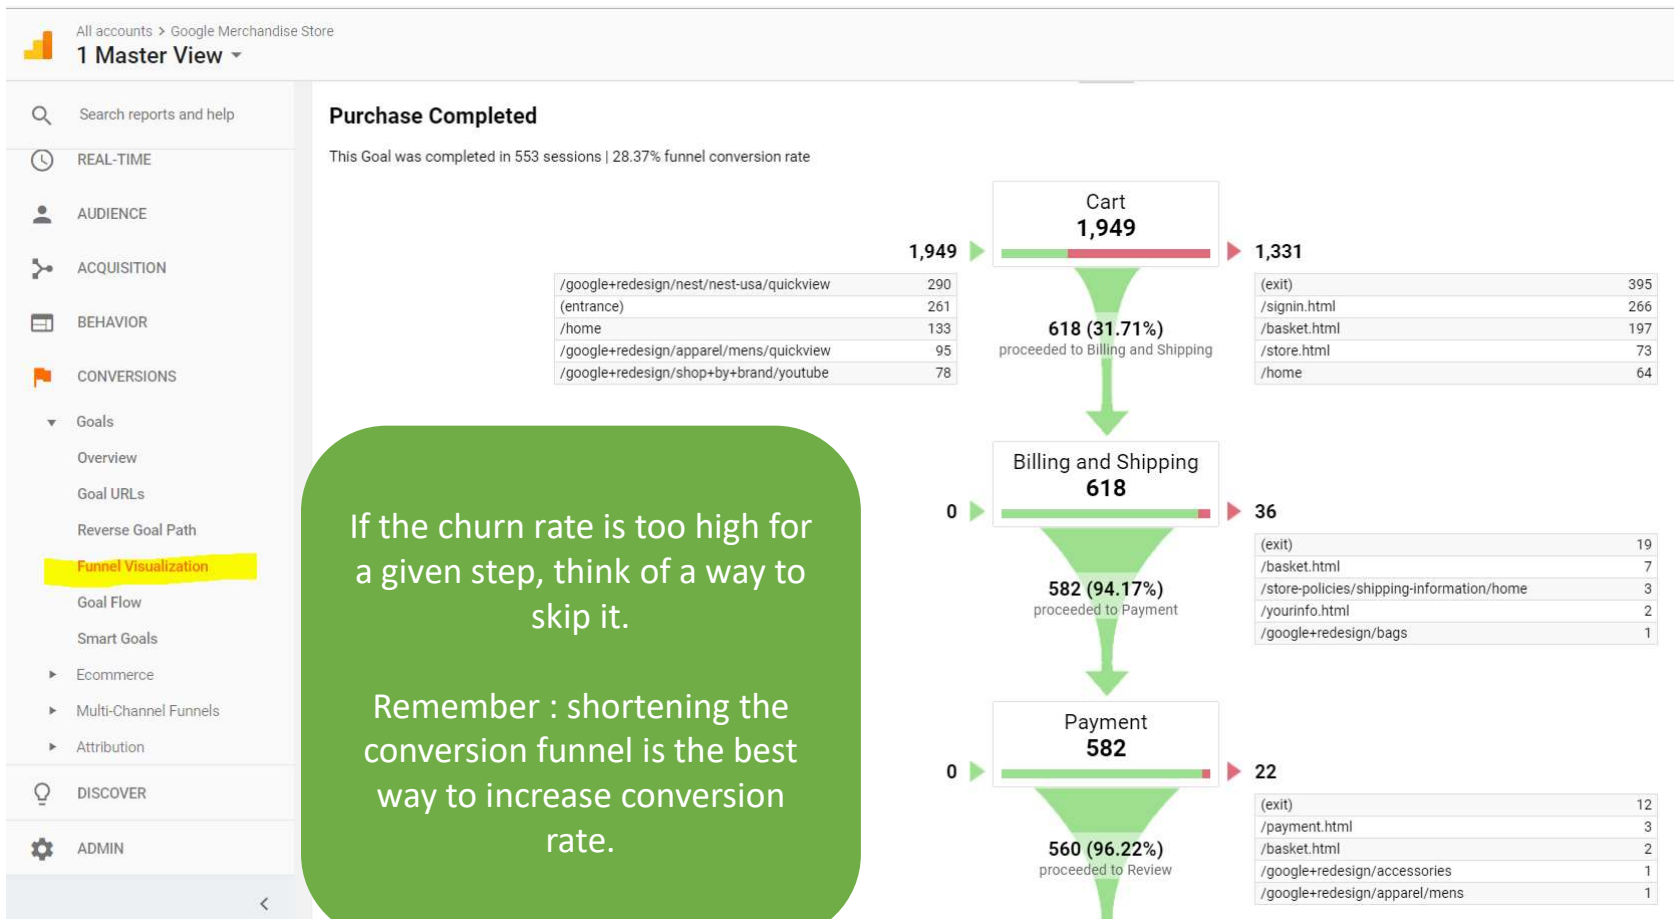 All accounts > Google Merchandise Store
1 Master View
Search reports and help
REAL-TIME
AUDIENCE
ACQUISITION
BEHAVIOR
CONVERSIONS
Goals
Overview
Goal URLs
Reverse Goal Path
Funnel Visualization
Goal Flow
Smart Goals
Ecommerce
Multi-Channel Funnels
Attribution
DISCOVER
ADMIN
Purchase Completed
This Goal was completed in 553 sessions | 28.37% funnel conversion rate
Cart
1,949
1,949
/google+redesign/nest/nest-usa/quickview 290
(entrance) 261
/home 133
/google+redesign/apparel/mens/quickview 95
/google+redesign/shop+by+brand/youtube 78
1,331
(exit) 395
/signin.html 266
/basket.html 197
/store.html 73
/home 64
618 (31.71%)
proceeded to Billing and Shipping
Billing and Shipping
618
0
36
(exit) 19
/basket.html 7
/store-policies/shipping-information/home 3
/yourinfo.html 2
/google+redesign/bags 1
582 (94.17%)
proceeded to Payment
Payment
582
0
22
(exit) 12
/payment.html 3
/basket.html 2
/google+redesign/accessories 1
/google+redesign/apparel/mens 1
560 (96.22%)
proceeded to Review
If the churn rate is too high for
a given step, think of a way to
skip it.
Remember : shortening the
conversion funnel is the best
way to increase conversion
rate.